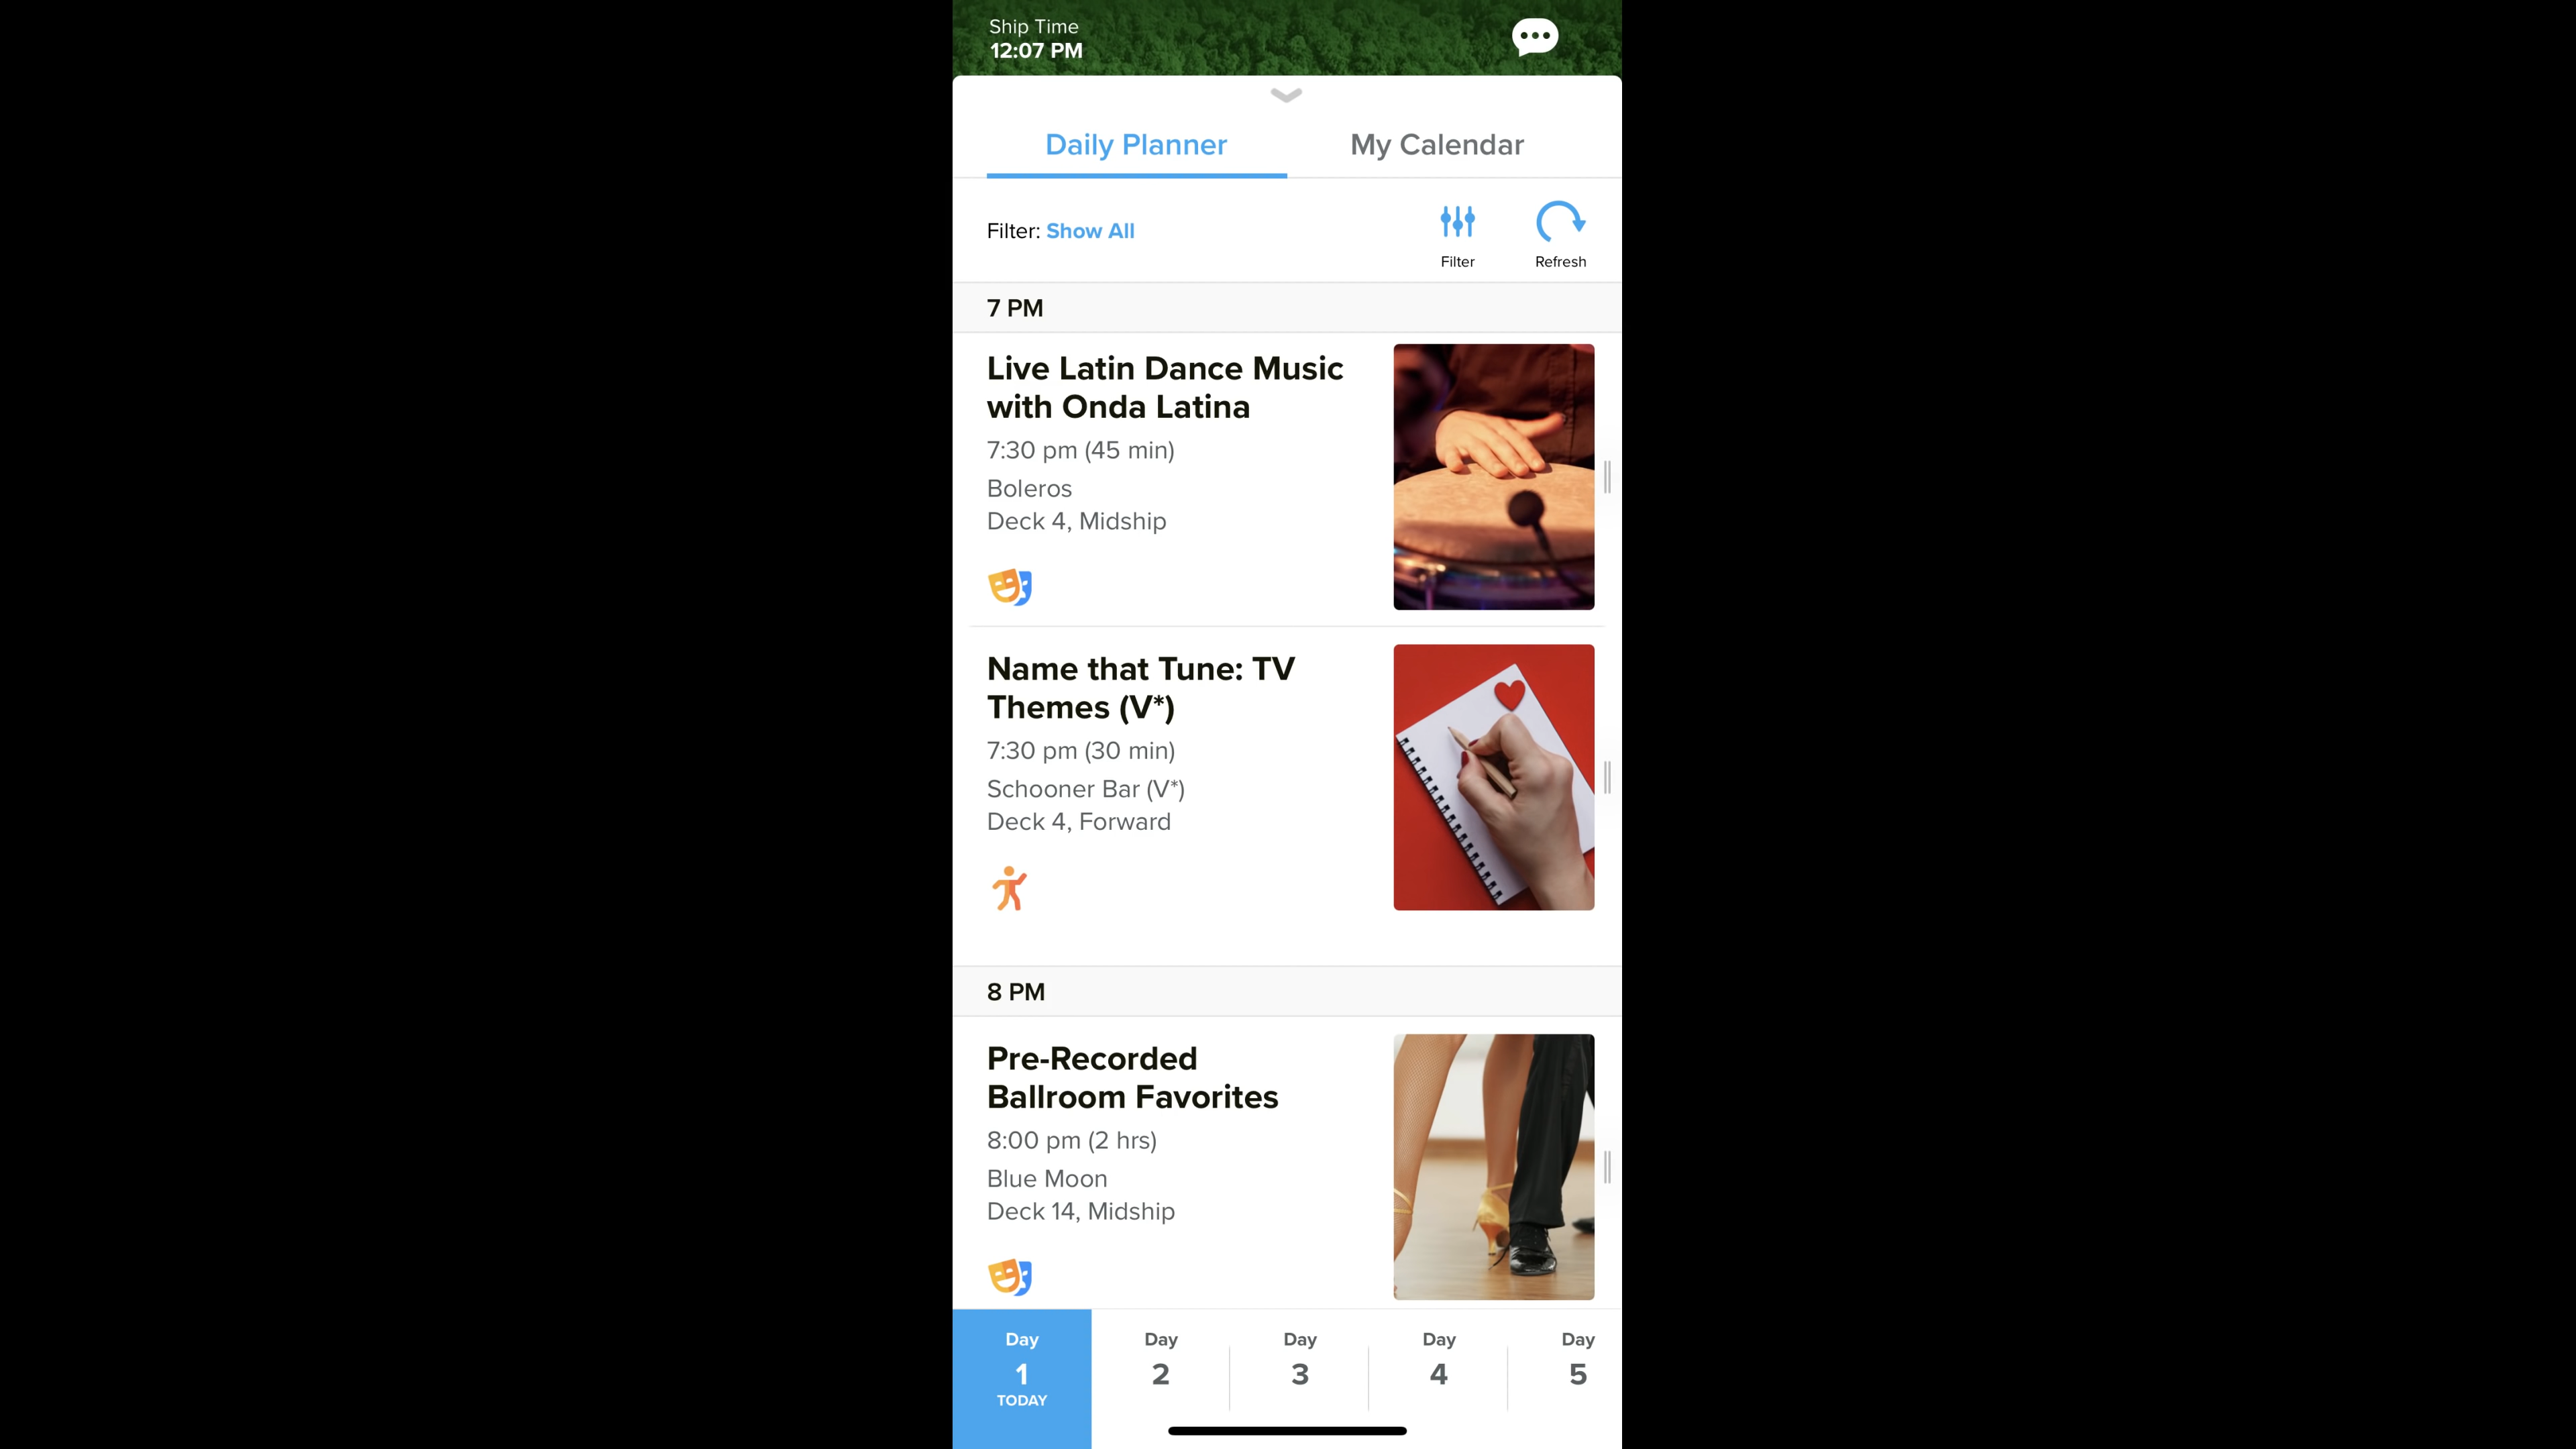 Ship Time
12:07 PM
Daily Planner
My Calendar
Filter: Show All
Filter
Refresh
7 PM
Live Latin Dance Music
with Onda Latina
7:30 pm (45 min)
Boleros
Deck 4, Midship
Name that Tune: TV
Themes (V*)
7:30 pm (30 min)
Schooner Bar (V*)
Deck 4, Forward
8 PM
Pre-Recorded
Ballroom Favorites
8:00 pm (2 hrs)
Blue Moon
Deck 14, Midship
Day
1
TODAY
Day
2
Day
3
Day
4
Day
5